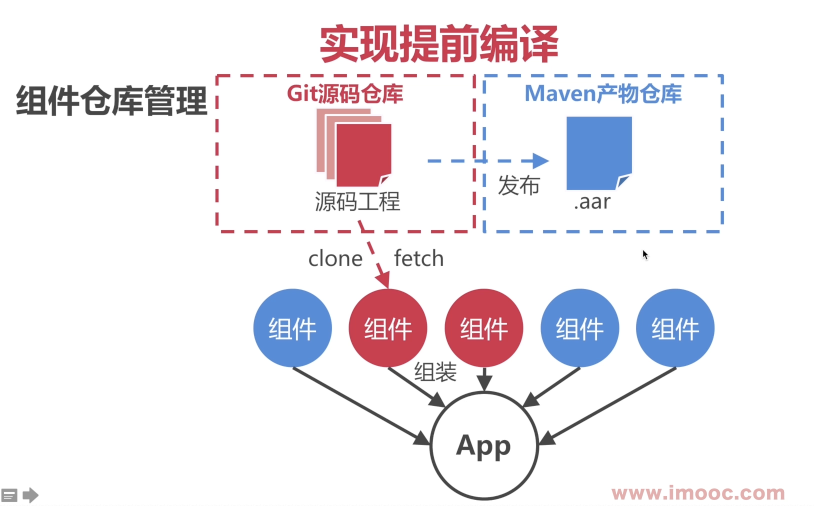 实现提前编译
组件仓库管理
Git源码仓库
Maven产物仓库
源码工程
发布
.aar
clone
fetch
组件
组件
组件
组件
组件
组装
App
www.imooc.com